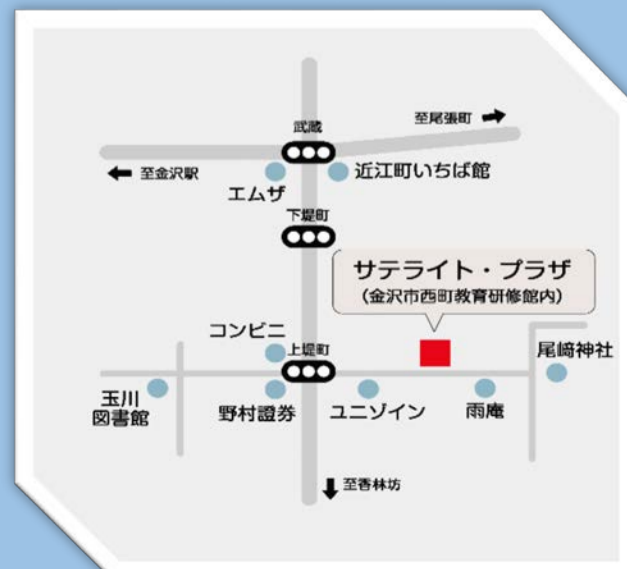 至尾張町
武蔵
至金沢駅
エムザ
近江町いちば館
下堤町
サテライト・プラザ
(金沢市西町教育研修館内)
コンビニ
上堤町
尾﨑神社
玉川
図書館
野村證券
ユニゾイン
雨庵
至香林坊